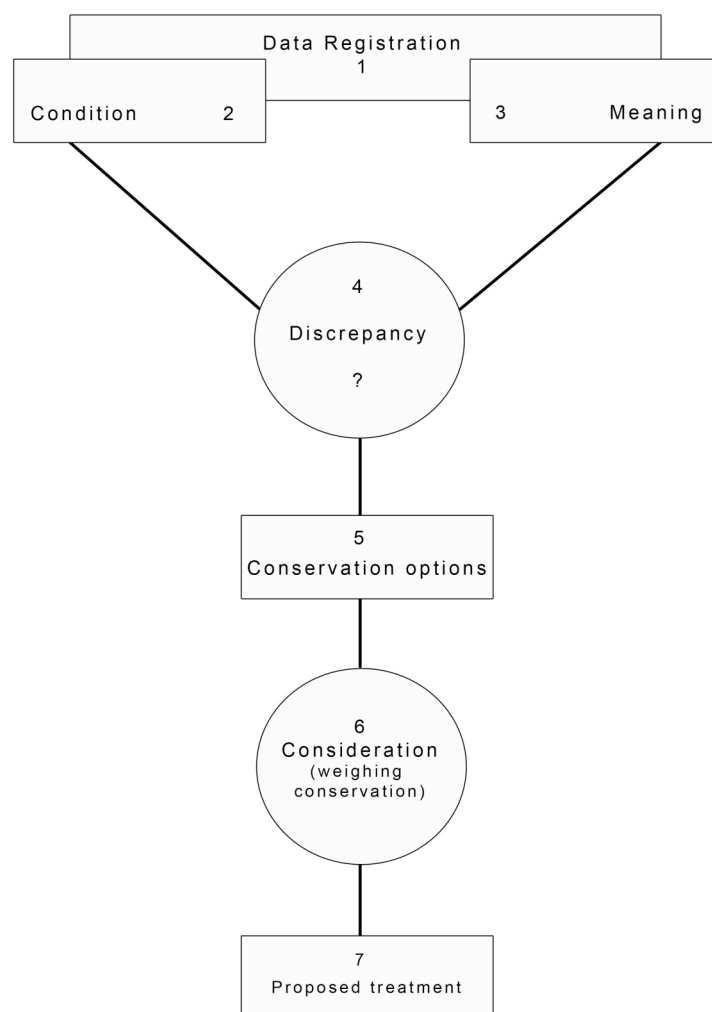 Data Registration
1
Condition 2
3 Meaning
4
Discrepancy
?
5
Conservation options
6
Consideration
(weighing
conservation)
7
Proposed treatment